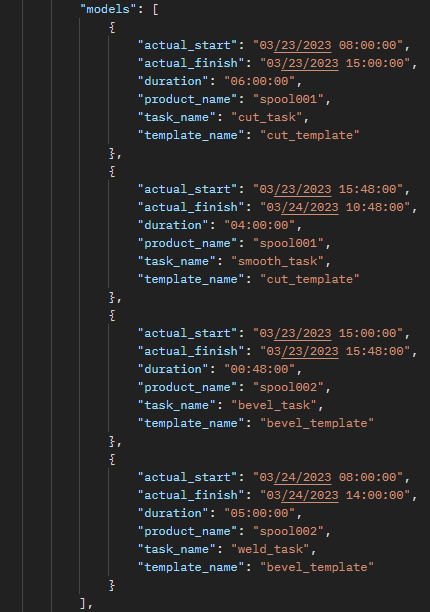 "models": [
{
"actual_start": "03/23/2023 08:00:00",
"actual_finish": "03/23/2023 15:00:00",
"duration": "06:00:00",
"product_name": "spool001",
"task_name": "cut_task",
"template_name": "cut_template"
},
{
"actual_start": "03/23/2023 15:48:00",
"actual_finish": "03/24/2023 10:48:00",
"duration": "04:00:00",
"product_name": "spool001",
"task_name": "smooth_task",
"template_name": "cut_template"
},
{
"actual_start": "03/23/2023 15:00:00",
"actual_finish": "03/23/2023 15:48:00",
"duration": "00:48:00",
"product_name": "spool002",
"task_name": "bevel_task",
"template_name": "bevel_template"
},
{
"actual_start": "03/24/2023 08:00:00",
"actual_finish": "03/24/2023 14:00:00",
"duration": "05:00:00",
"product_name": "spool002",
"task_name": "weld_task",
"template_name": "bevel_template"
}
],